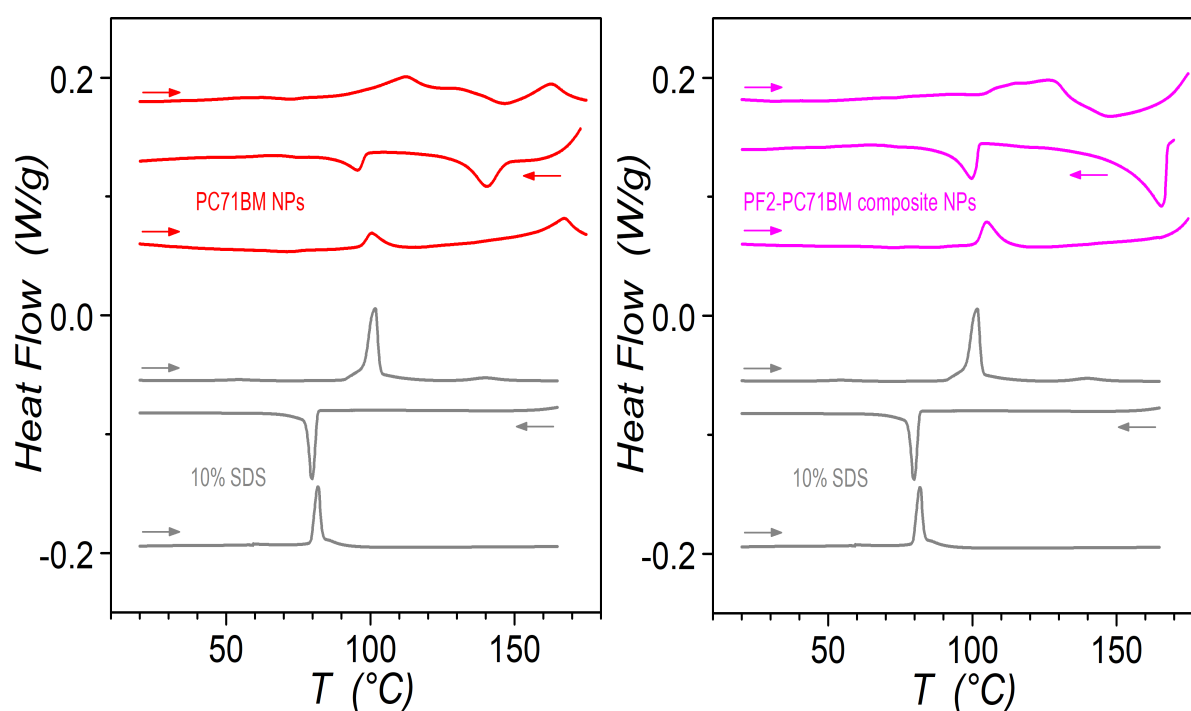 Heat Flow (W/g)
0.2
0.0
-0.2
PC71BM NPs
10% SDS
50
100
150
T (°C)
Heat Flow (W/g)
0.2
0.0
-0.2
PF2-PC71BM composite NPs
10% SDS
50
100
150
T (°C)